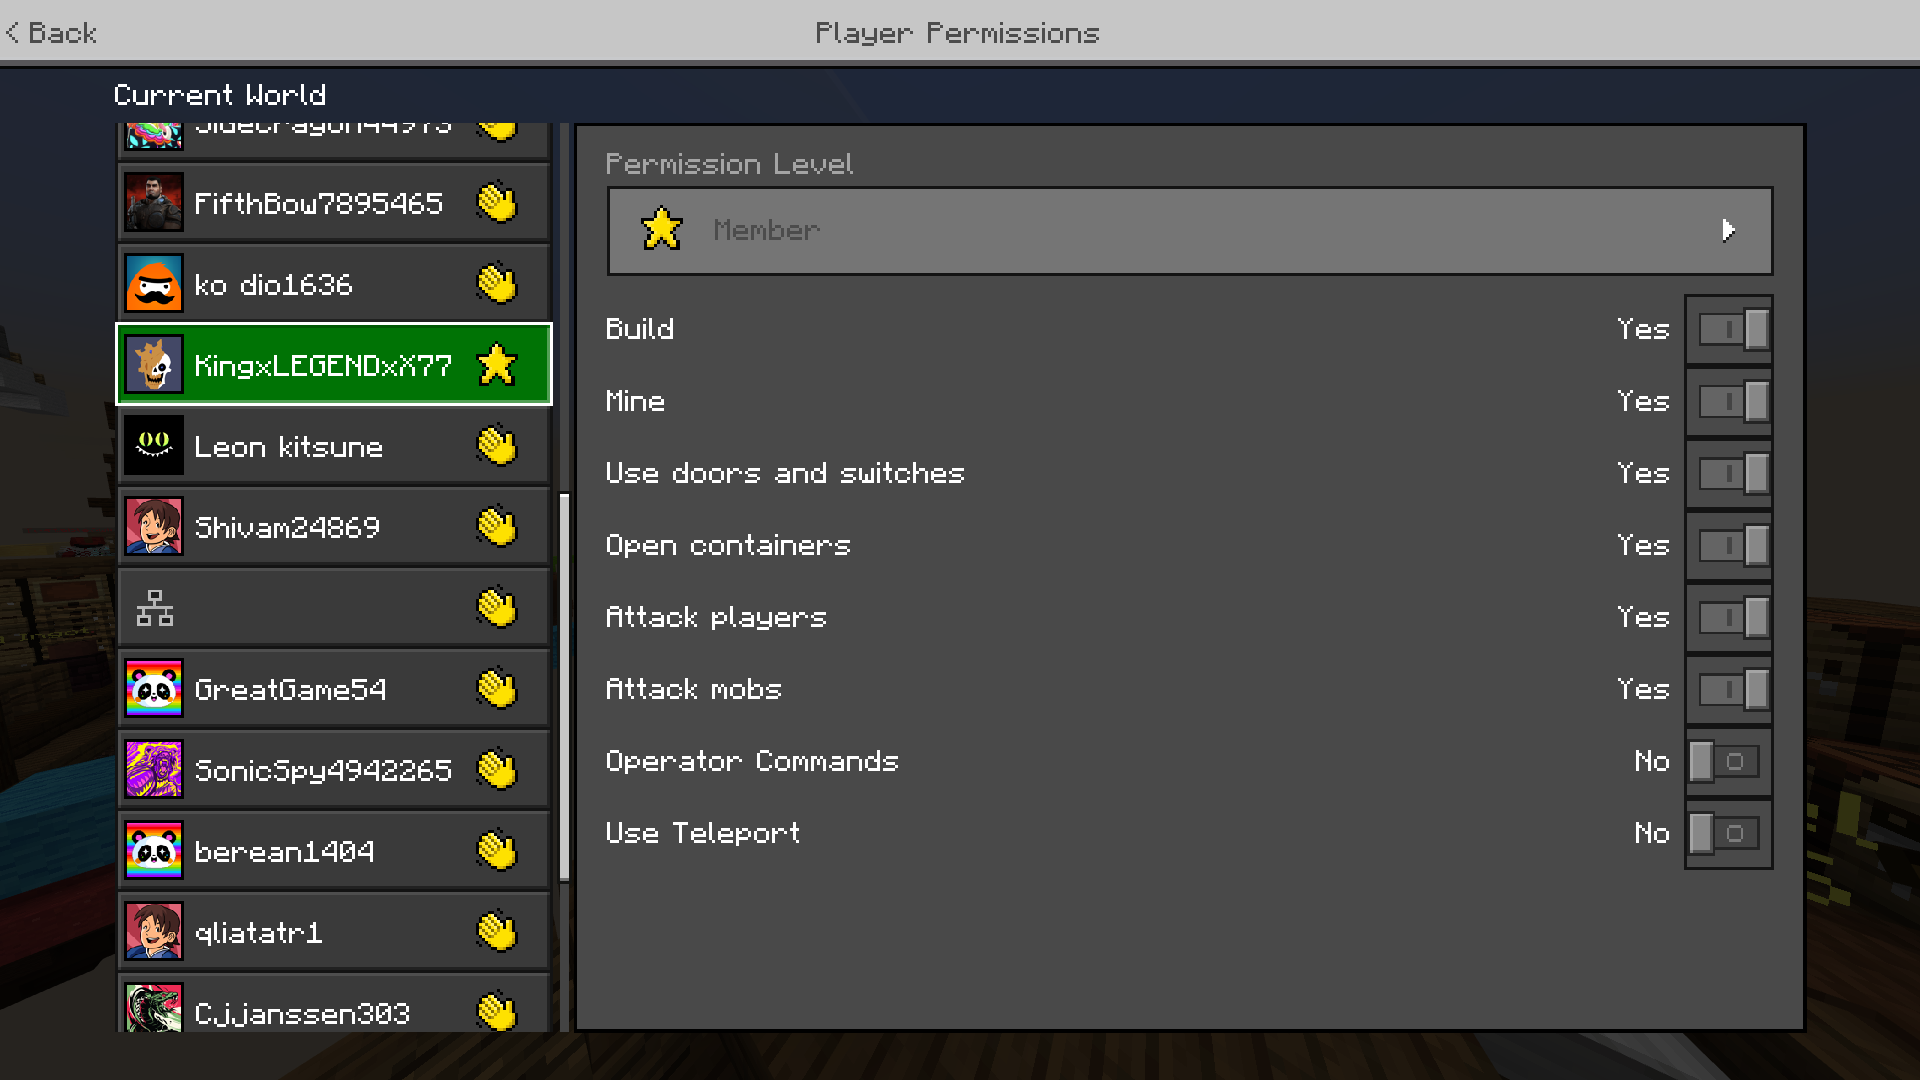 Back
Player Permissions
Current World
FifthBow7895465
ko dio1636
KingxLEGENDxX77
Leon kitsune
Shivam24869
GreatGame54
SonicSpy4942265
berean1404
qliatatr1
Cjjanssen303
Permission Level
Member
Build Yes
Mine Yes
Use doors and switches Yes
Open containers Yes
Attack players Yes
Attack mobs Yes
Operator Commands No
Use Teleport No